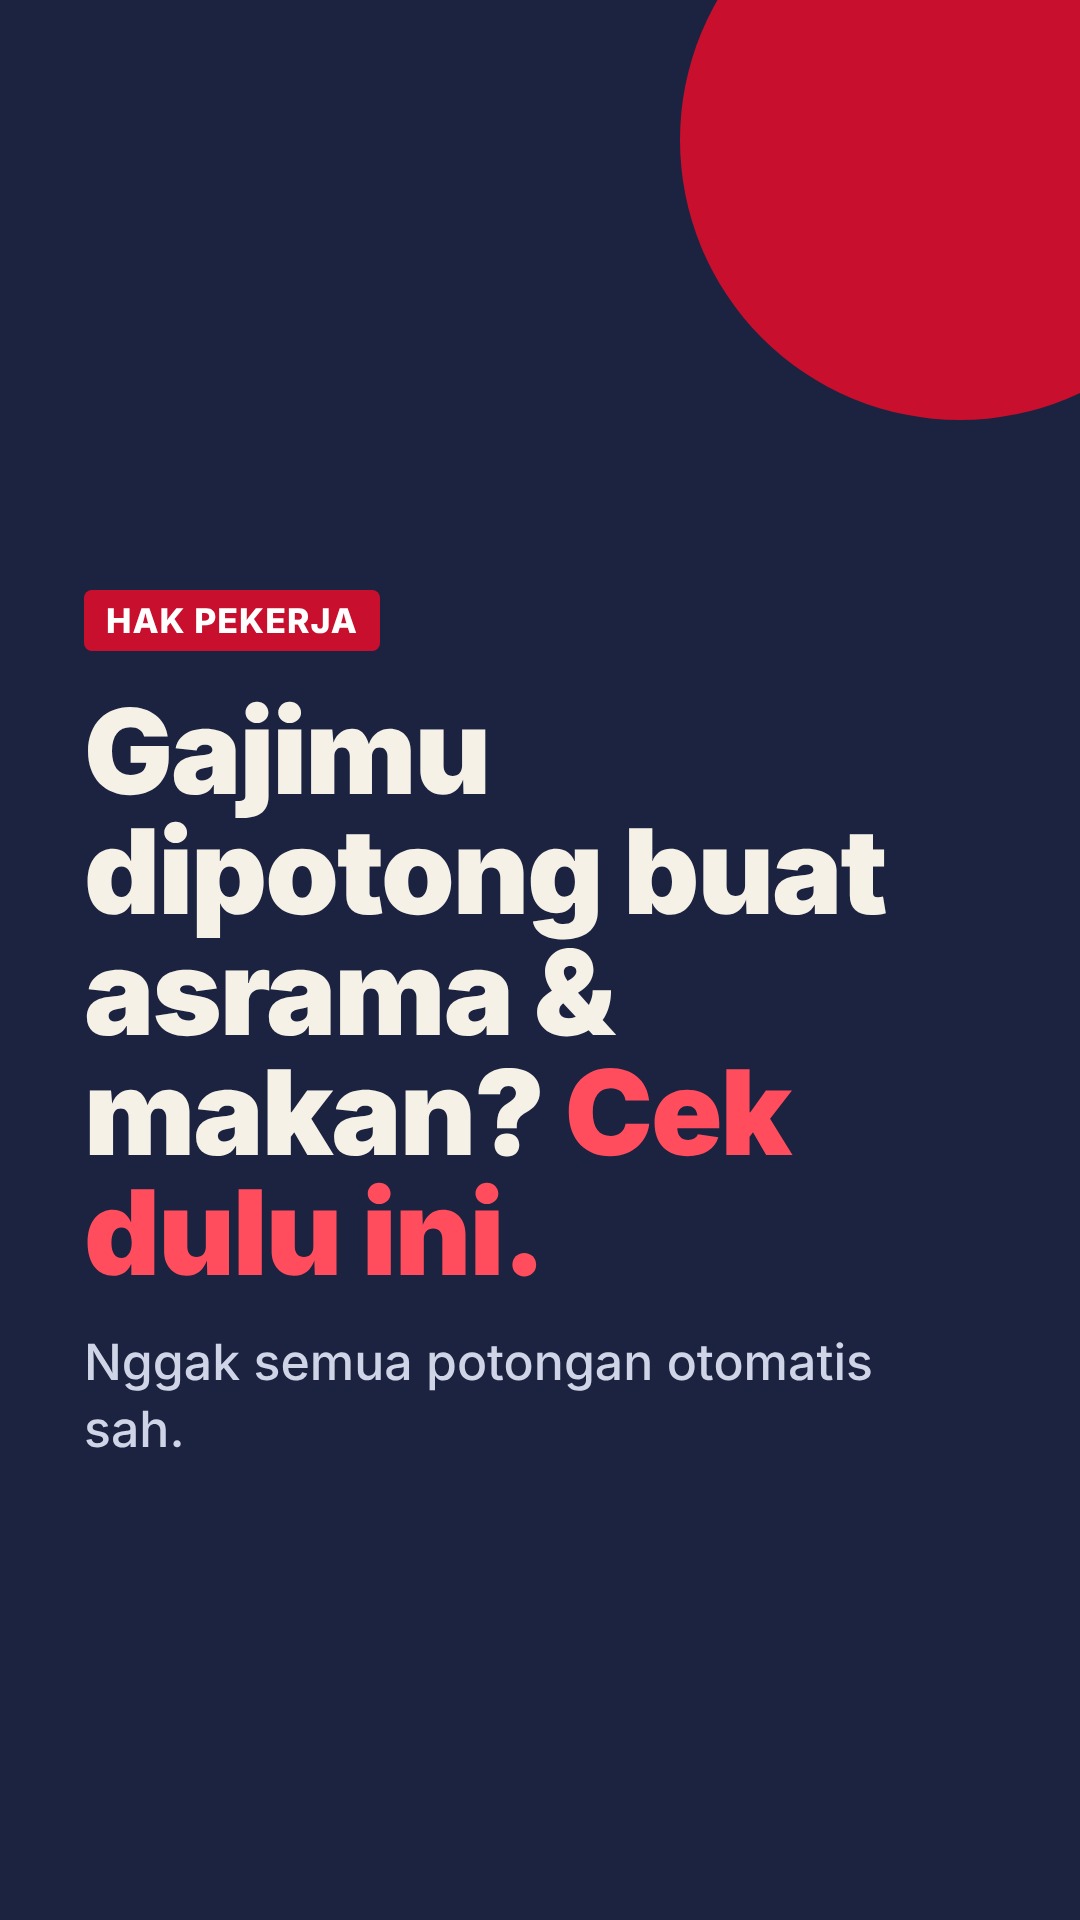 HAK PEKERJA
Gajimu
dipotong buat
asrama &
makan? Cek
dulu ini.
Nggak semua potongan otomatis
sah.